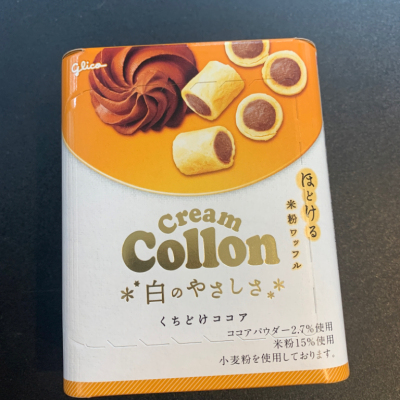 glico
ほどける
米粉ワッフル
Cream
Collon
白のやさしさ
くちどけココア
ココアパウダー2.7%使用
米粉15%使用
小麦粉を使用しております。